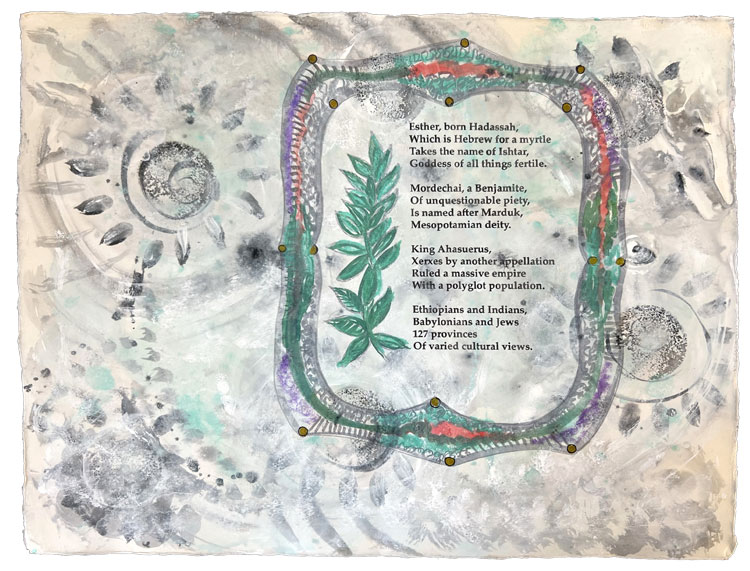 Esther, born Hadassah,
Which is Hebrew for a myrtle
Takes the name of Ishtar,
Goddess of all things fertile.
Mordechai, a Benjamite,
Of unquestionable piety,
Is named after Marduk,
Mesopotamian deity.
King Ahasuerus,
Xerxes by another appellation
Ruled a massive empire
With a polyglot population.
Ethiopians and Indians,
Babylonians and Jews
127 provinces
Of varied cultural views.